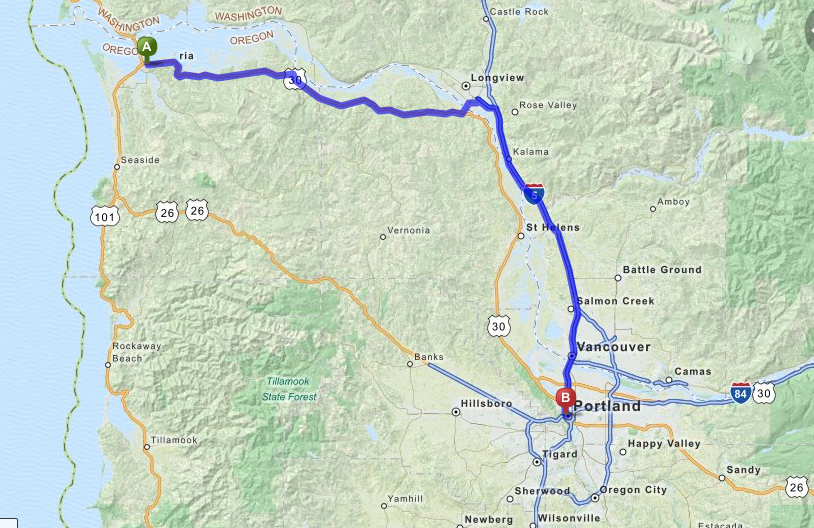 WASHINGTON
WASHINGTON
Castle Rock
OREGO
OREGON
A
ria
30
Longview
Rose Valley
Kalama
Seaside
5
26
26
101
Amboy
Vernonia
St Helens
Battle Ground
Salmon Creek
30
Vancouver
Rockaway
Beach
Banks
Camas
Tillamook
State Forest
84
30
B
Portland
Hillsboro
Tillamook
Happy Valley
Tigard
Sandy
26
Yamhill
Sherwood
Oregon City
Newberg
Wilsonville
Estacada